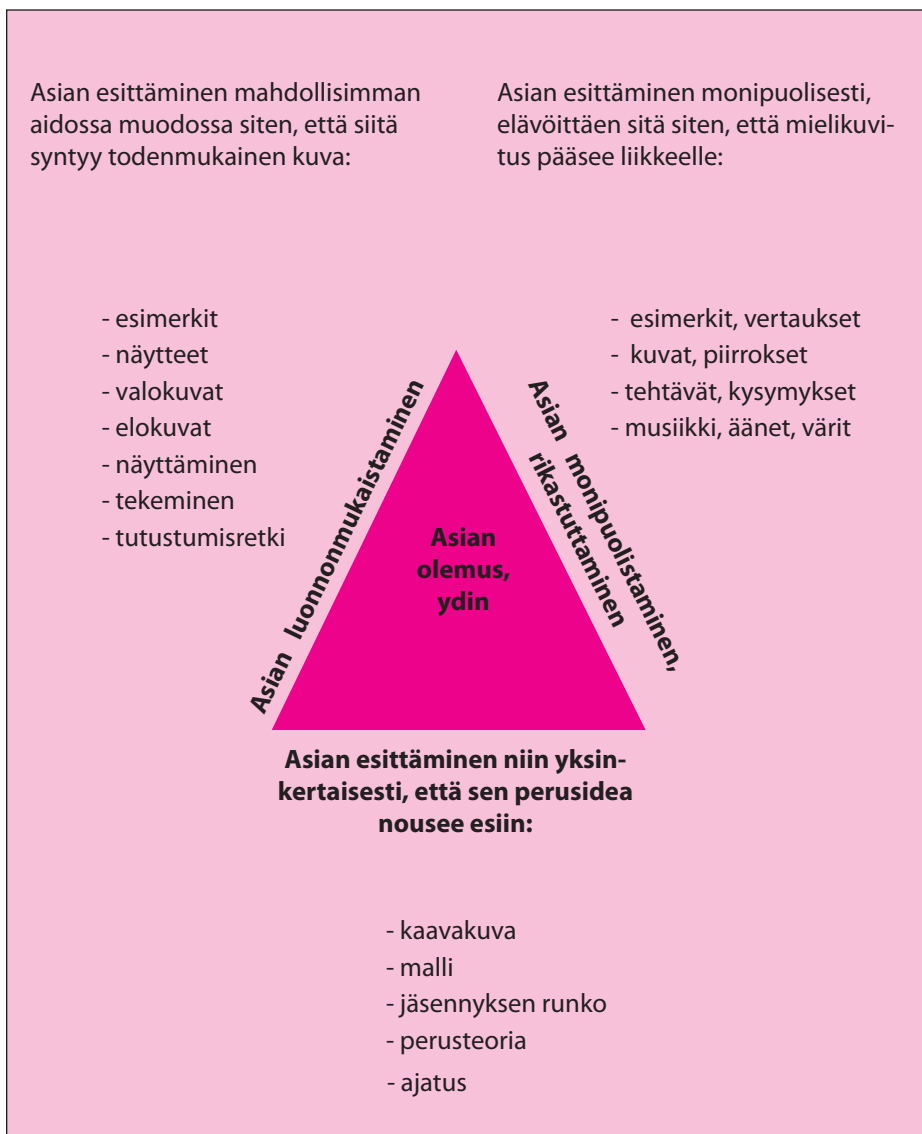 Asian esittäminen mahdollisimman
aidossa muodossa siten, että siitä
syntyy todenmukainen kuva:
Asian esittäminen monipuolisesti,
elävöittäen sitä siten, että mielikuvi-
tus pääsee liikkeelle:
- esimerkit
- näytteet
- valokuvat
- elokuvat
- näyttäminen
- tekeminen
- tutustumisretki
- esimerkit, vertaukset
- kuvat, piirrokset
- tehtävät, kysymykset
- musiikki, äänet, värit
Asian luonnonmukaistaminen
Asian
olemus,
ydin
Asian monipuolistaminen,
rikastuttaminen
Asian esittäminen niin yksin-
kertaisesti, että sen perusidea
nousee esiin:
- kaavakuva
- malli
- jäsennyksen runko
- perusteoria
- ajatus